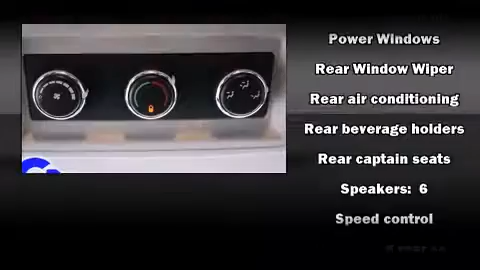 Power Windows
Rear Window Wiper
Rear air conditioning
Rear beverage holders
Rear captain seats
Speakers: 6
Speed control